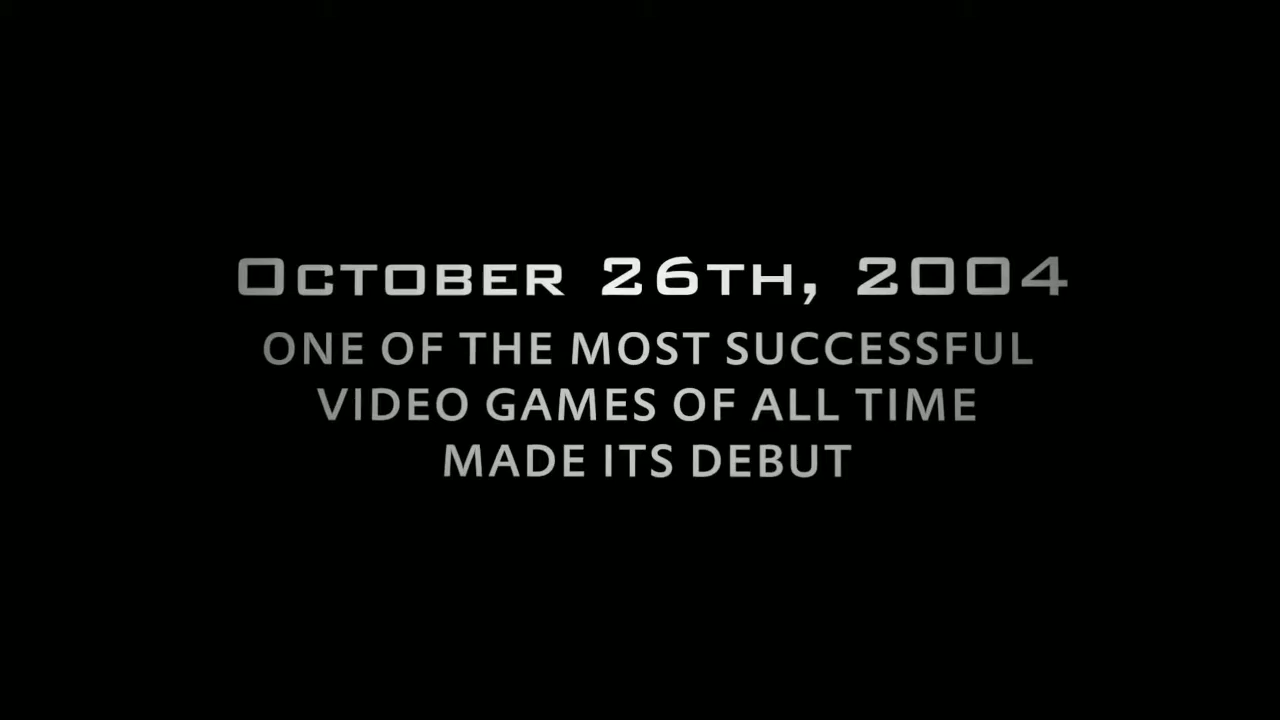 October 26th, 2004
ONE OF THE MOST SUCCESSFUL
VIDEO GAMES OF ALL TIME
MADE ITS DEBUT